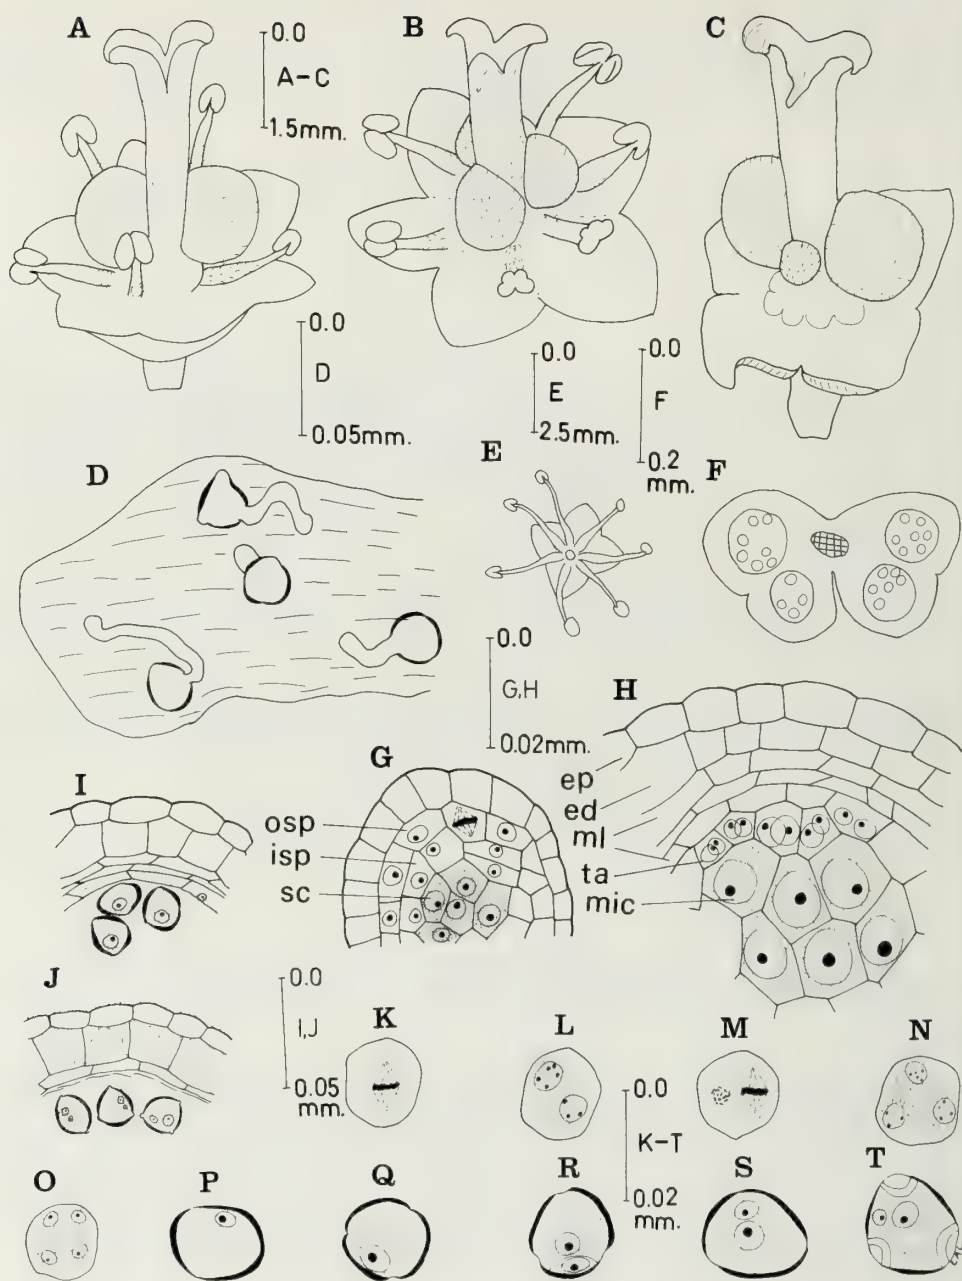 A
0.0
A-C
1.5mm.
B
C
0.0
D
0.05mm.
0.0
E
2.5mm.
0.0
F
0.2
mm.
D
E
F
0.0
G,H
0.02mm.
G
H
osp
isp
sc
ep
ed
ml
ta
mic
I
J
0.0
I,J
0.05
mm.
K
L
M
N
0.0
K-T
0.02
mm.
O
P
Q
R
S
T